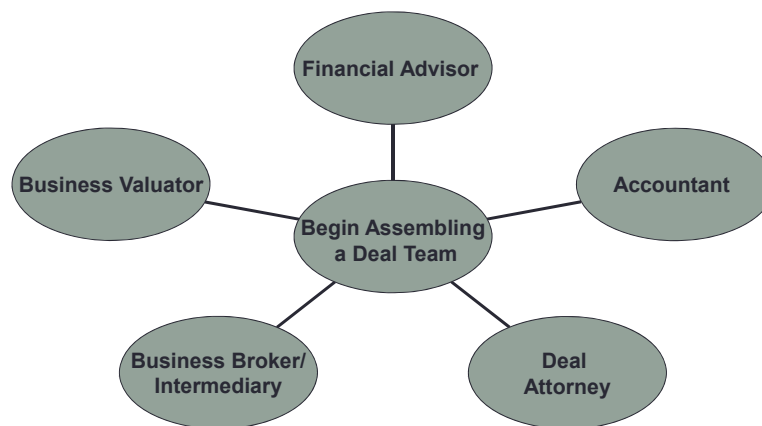 Financial Advisor
Business Valuator
Accountant
Begin Assembling
a Deal Team
Business Broker/
Intermediary
Deal
Attorney